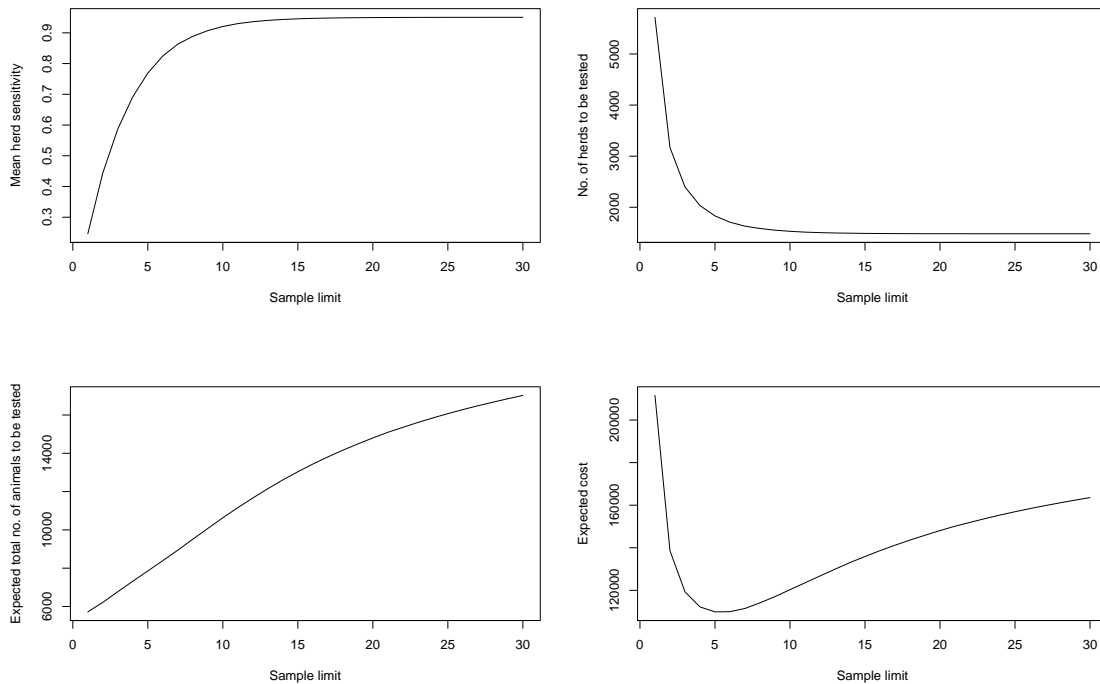 Mean herd sensitivity
0.3 0.4 0.5 0.6 0.7 0.8 0.9
0 5 10 15 20 25 30
Sample limit
No. of herds to be tested
2000 3000 4000 5000
0 5 10 15 20 25 30
Sample limit
Expected total no. of animals to be tested
6000 10000 14000
0 5 10 15 20 25 30
Sample limit
Expected cost
120000 160000 200000
0 5 10 15 20 25 30
Sample limit